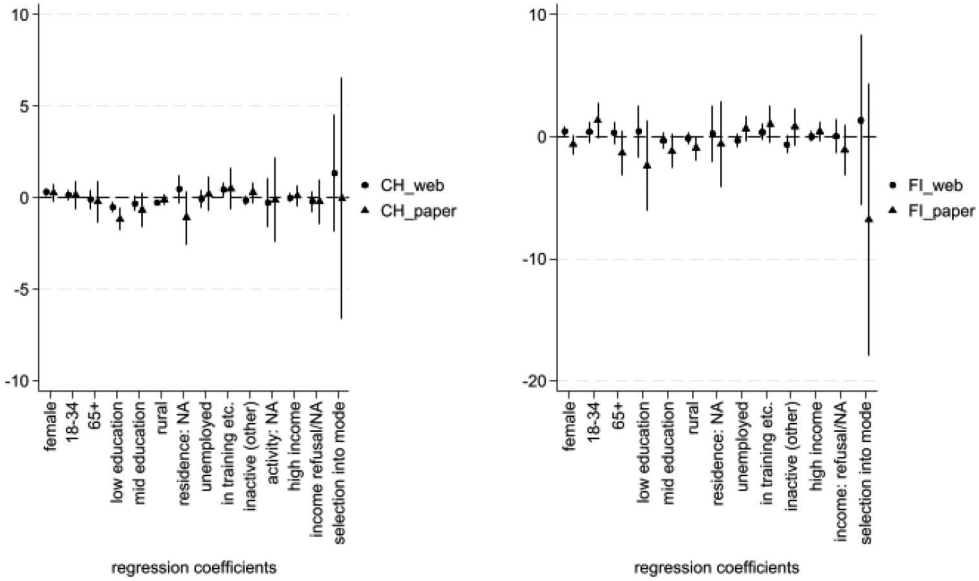 10
5
0
-5
-10
CH_web
CH_paper
female
18-34
65+
low education
mid education
rural
residence: NA
unemployed
in training etc.
inactive (other)
activity: NA
high income
income refusal/NA
selection into mode
regression coefficients
10
0
-10
-20
FI_web
FI_paper
female
18-34
65+
low education
mid education
rural
residence: NA
unemployed
in training etc.
inactive (other)
high income
income: refusal/NA
selection into mode
regression coefficients